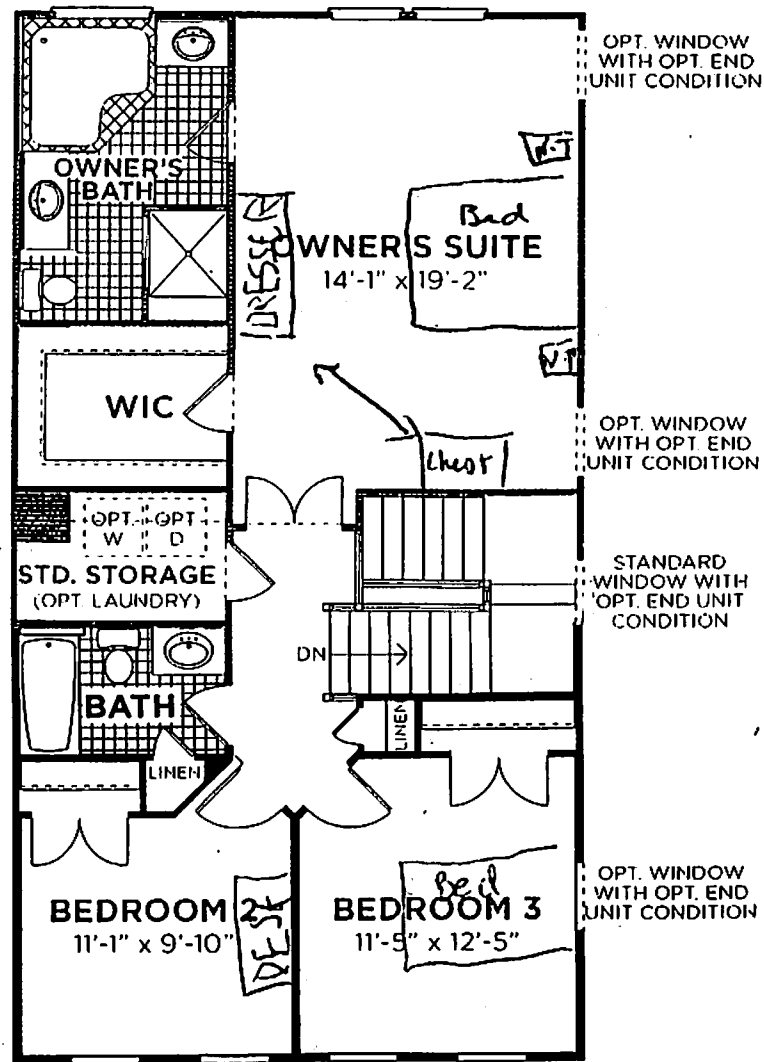 OPT. WINDOW
WITH OPT. END
UNIT CONDITION
N.T
OWNER'S
BATH
Bed
DRESSER
OWNER'S SUITE
14'-1" x 19'-2"
N.T
WIC
OPT. WINDOW
WITH OPT. END
UNIT CONDITION
Chest
OPT. W
OPT D
STD. STORAGE
(OPT. LAUNDRY)
STANDARD
WINDOW WITH
OPT. END UNIT
CONDITION
DN
BATH
LINEN
LINEN
Bed
OPT. WINDOW
WITH OPT. END
UNIT CONDITION
BEDROOM 2
11'-1" x 9'-10"
DESK
BEDROOM 3
11'-5" x 12'-5"